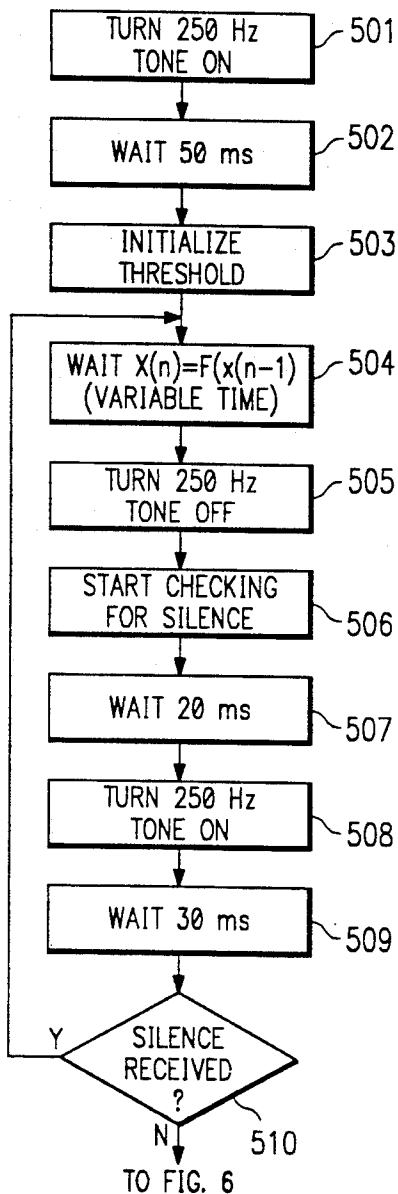 TURN 250 Hz
TONE ON
501
WAIT 50 ms
502
INITIALIZE
THRESHOLD
503
WAIT X(n)=F(x(n-1)
(VARIABLE TIME)
504
TURN 250 Hz
TONE OFF
505
START CHECKING
FOR SILENCE
506
WAIT 20 ms
507
TURN 250 Hz
TONE ON
508
WAIT 30 ms
509
Y
SILENCE
RECEIVED
?
510
N
TO FIG. 6